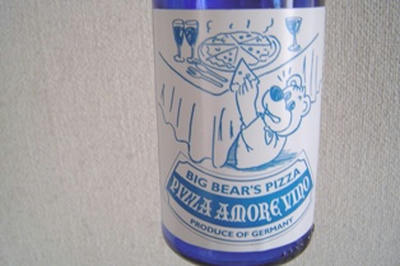 BIG BEAR'S PIZZA
PIZZA AMORE VINO
PRODUCE OF GERMANY